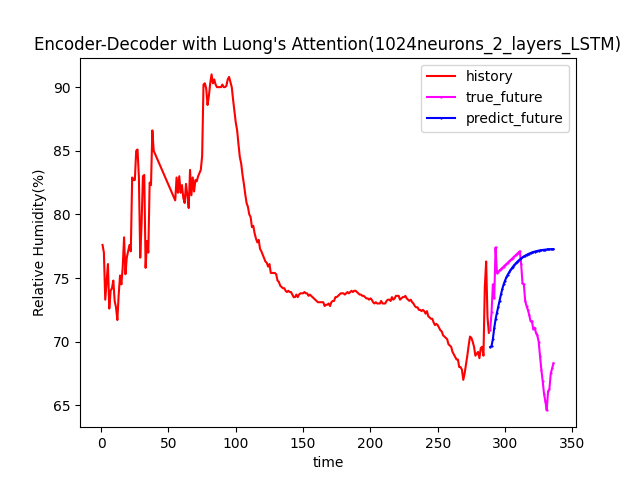 Encoder-Decoder with Luong's Attention(1024neurons_2_layers_LSTM)
history
true_future
predict_future
Relative Humidity(%)
90
85
80
75
70
65
0 50 100 150 200 250 300 350
time